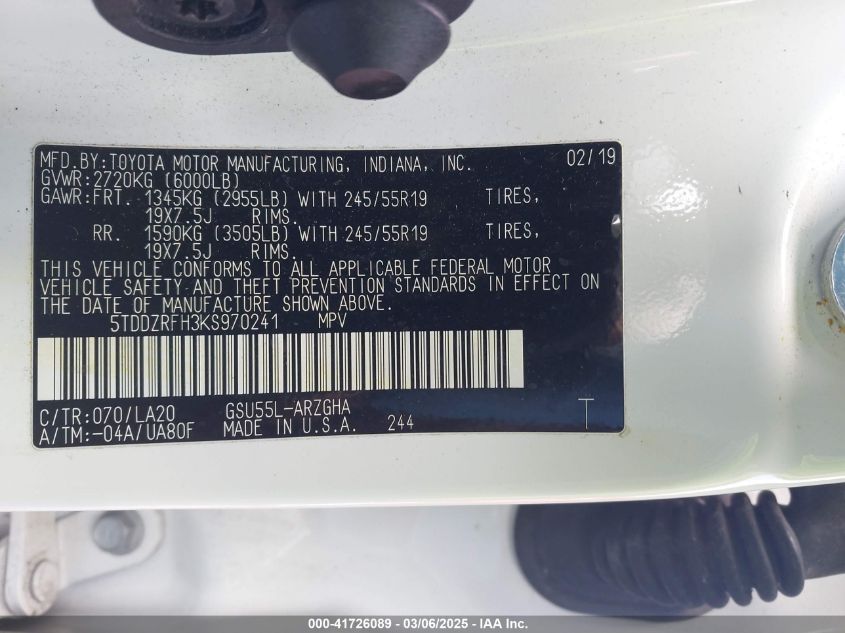 MFD.BY:TOYOTA MOTOR MANUFACTURING, INDIANA, INC. 02/19
GVWR:2720KG (6000LB)
GAWR:FRT. 1345KG (2955LB) WITH 245/55R19 TIRES,
19X7.5J RIMS.
RR. 1590KG (3505LB) WITH 245/55R19 TIRES,
19X7.5J RIMS.
THIS VEHICLE CONFORMS TO ALL APPLICABLE FEDERAL MOTOR
VEHICLE SAFETY AND THEFT PREVENTION STANDARDS IN EFFECT ON
THE DATE OF MANUFACTURE SHOWN ABOVE.
5TDDZRFH3KS970241 MPV
C/TR:070/LA20 GSU55L-ARZGHA T
A/TM:-04A/UA80F MADE IN U.S.A. 244
000-41726089 — 03/06/2025 — IAA Inc.